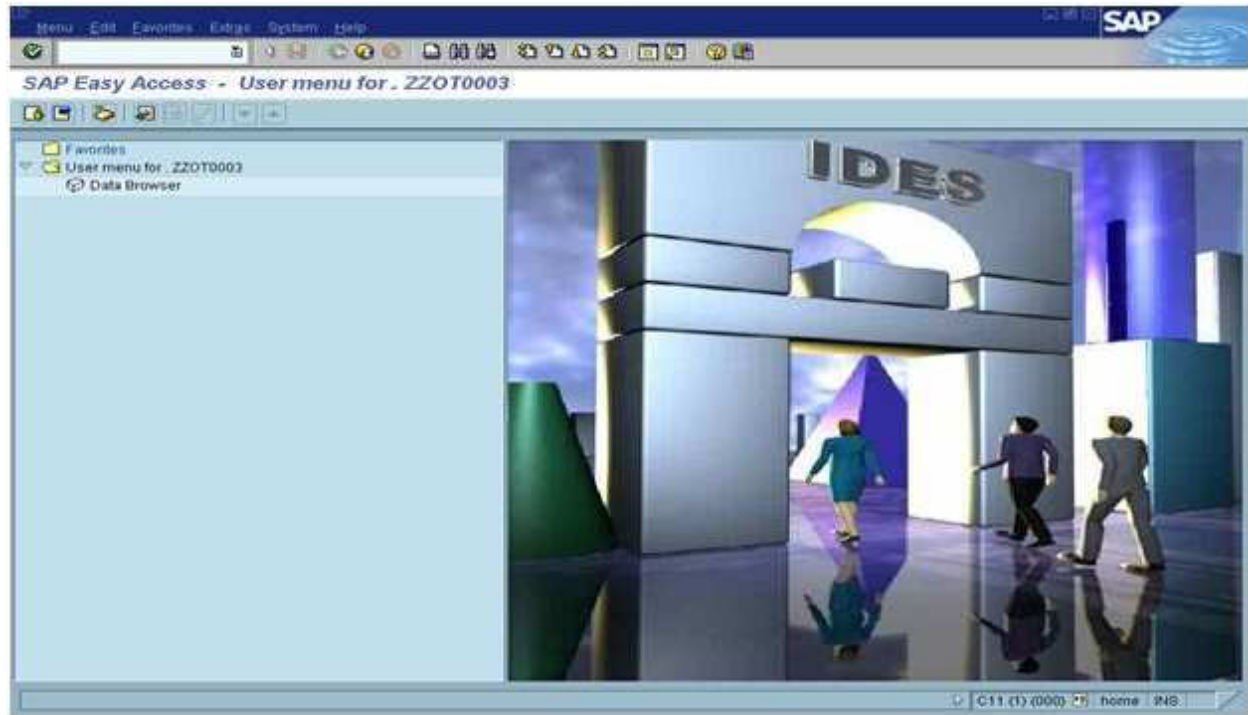 Menu Edit Favorites Extras System Help
SAP
SAP Easy Access - User menu for . ZZOT0003
Favorites
User menu for . ZZOT0003
Data Browser
IDES
C11 (1) (000) home INS